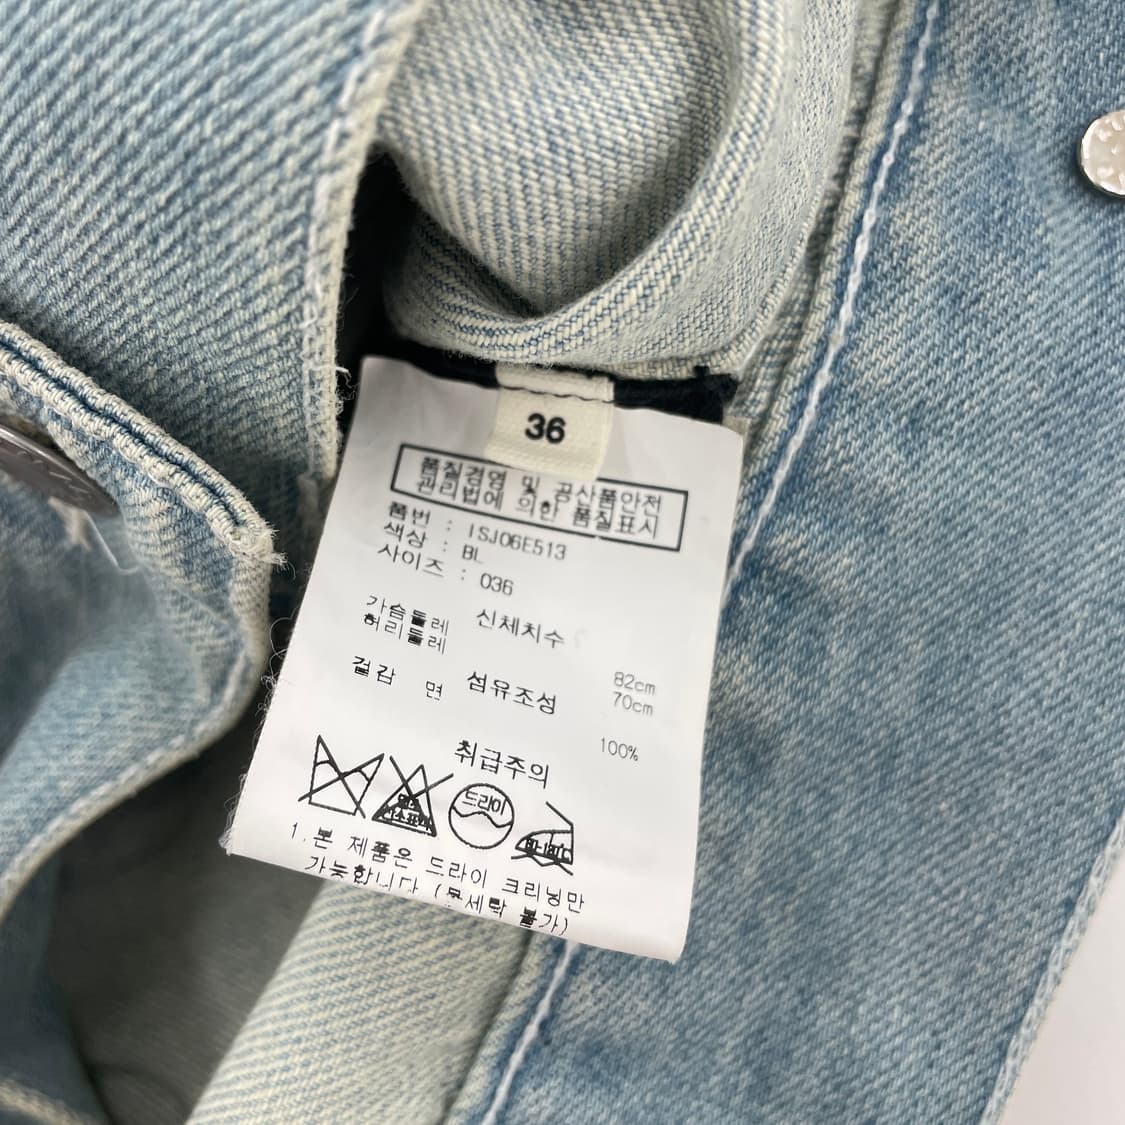 36
품질경영 및 공산품안전
관리법에 의한 품질표시
품번 : ISJ06E513
색상 : BL
사이즈 : 036
신체치수
가슴둘레 82cm
허리둘레 70cm
섬유조성
겉감 면 100%
취급주의
드라이
1.본 제품은 드라이 크리닝만
가능합니다 (물세탁 불가)